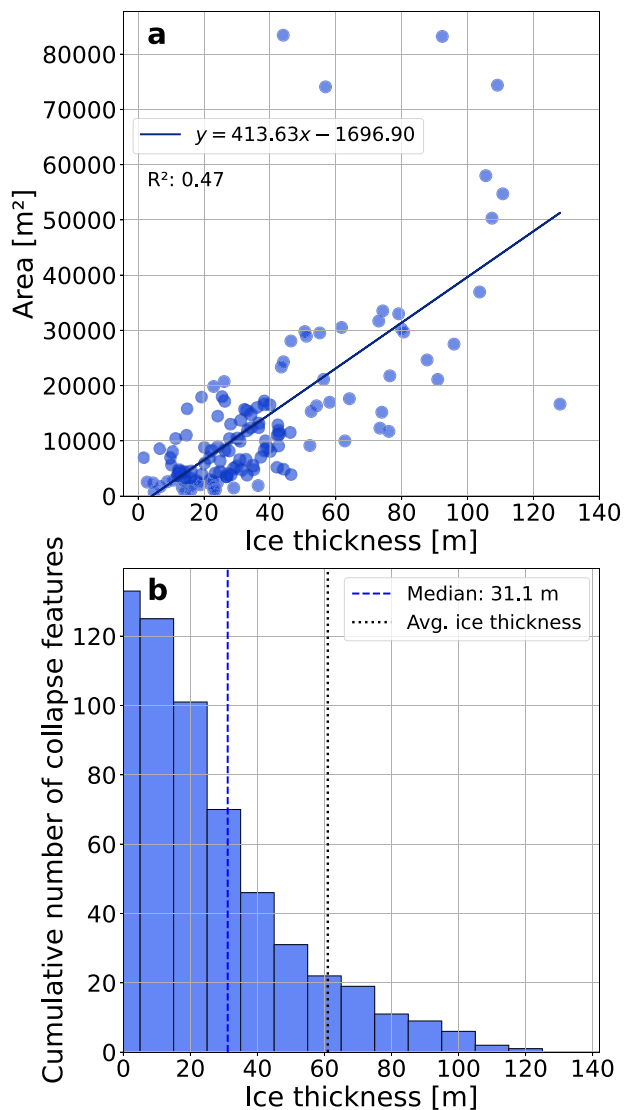 a
80000
70000
60000
50000
40000
30000
20000
10000
0
Area [m²]
y = 413.63x − 1696.90
R²: 0.47
0 20 40 60 80 100 120 140
Ice thickness [m]
b
Median: 31.1 m
Avg. ice thickness
120
100
80
60
40
20
0
Cumulative number of collapse features
0 20 40 60 80 100 120 140
Ice thickness [m]